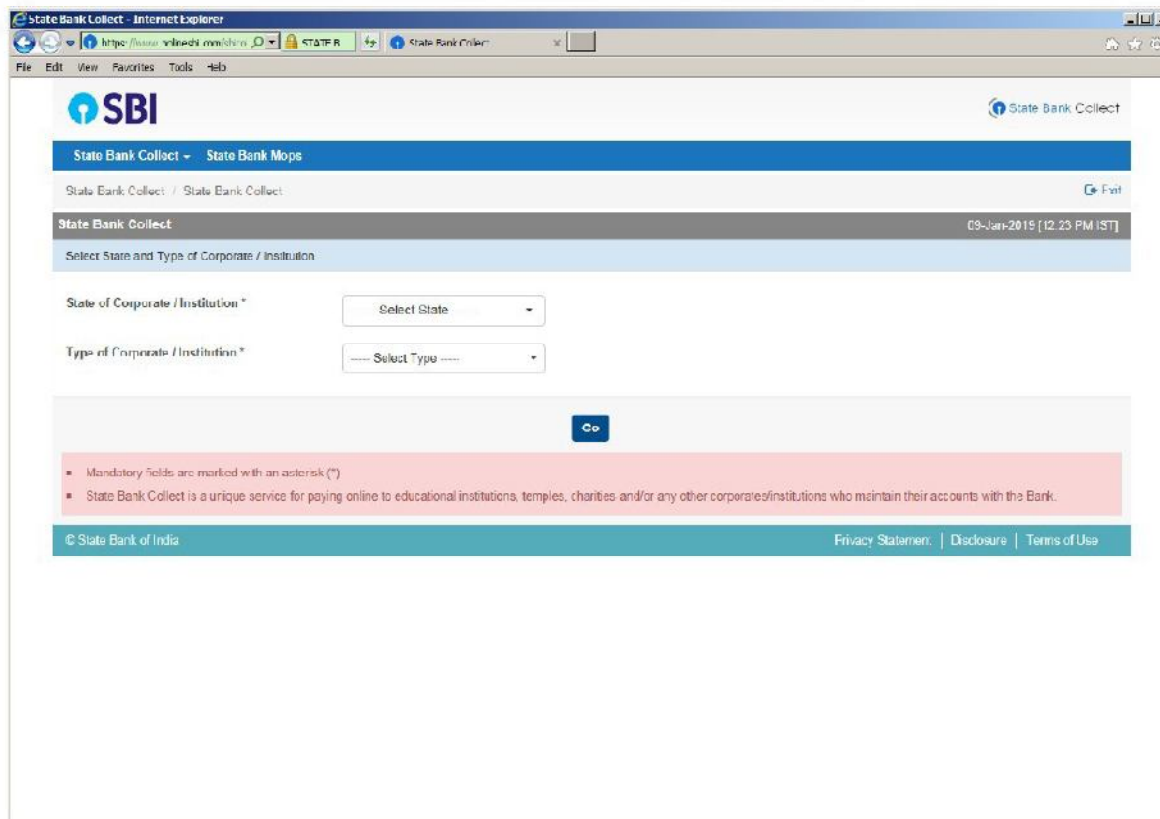 State Bank Collect - Internet Explorer
STATE B State Bank Collect
File Edit View Favorites Tools Help
SBI
State Bank Collect
State Bank Collect State Bank Mops
State Bank Collect / State Bank Collect
Exit
State Bank Collect
09-Jan-2019 [12:23 PM IST]
Select State and Type of Corporate / Institution
State of Corporate / Institution *
Select State
Type of Corporate / Institution *
----- Select Type -----
Go
Mandatory fields are marked with an asterisk (*)
State Bank Collect is a unique service for paying online to educational institutions, temples, charities and/or any other corporates/institutions who maintain their accounts with the Bank.
© State Bank of India
Privacy Statement | Disclosure | Terms of Use